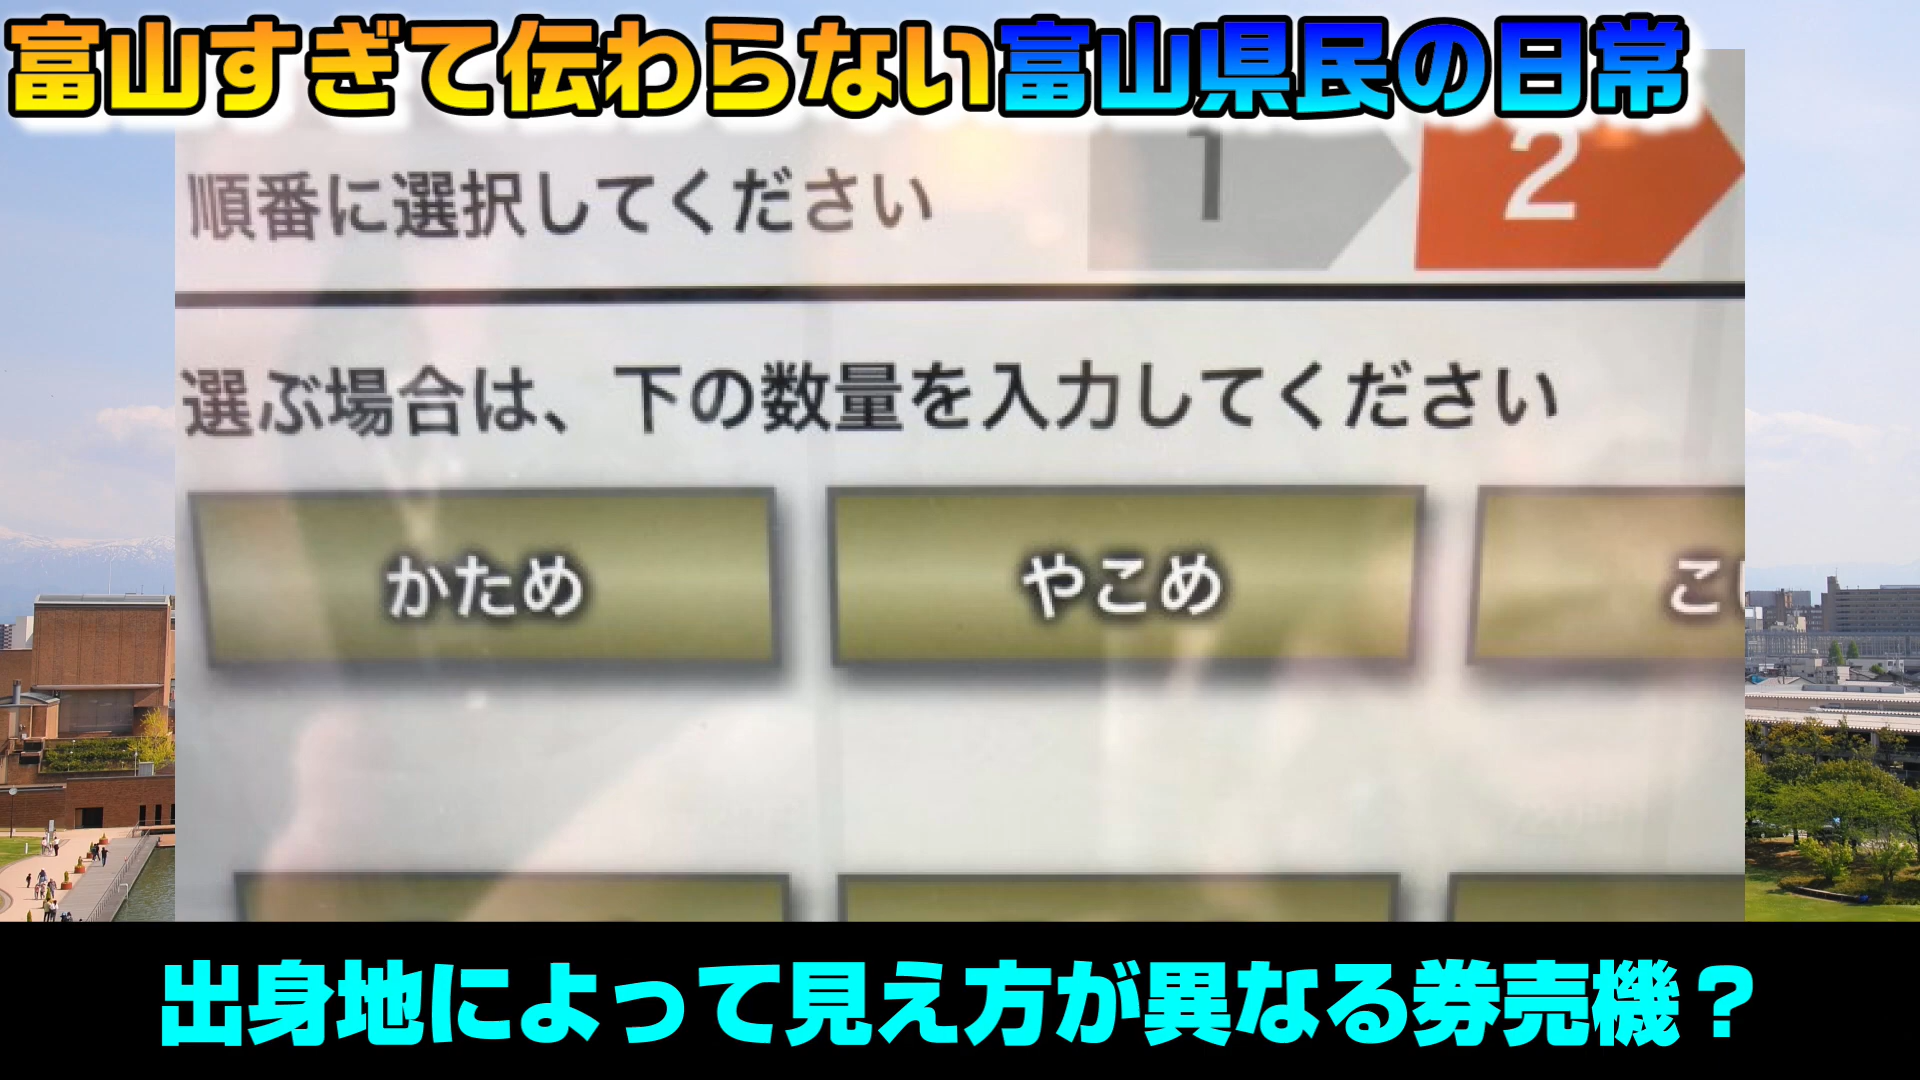 富山すぎて伝わらない富山県民の日常
順番に選択してください
1
2
選ぶ場合は、下の数量を入力してください
かため
やこめ
こ
出身地によって見え方が異なる券売機？